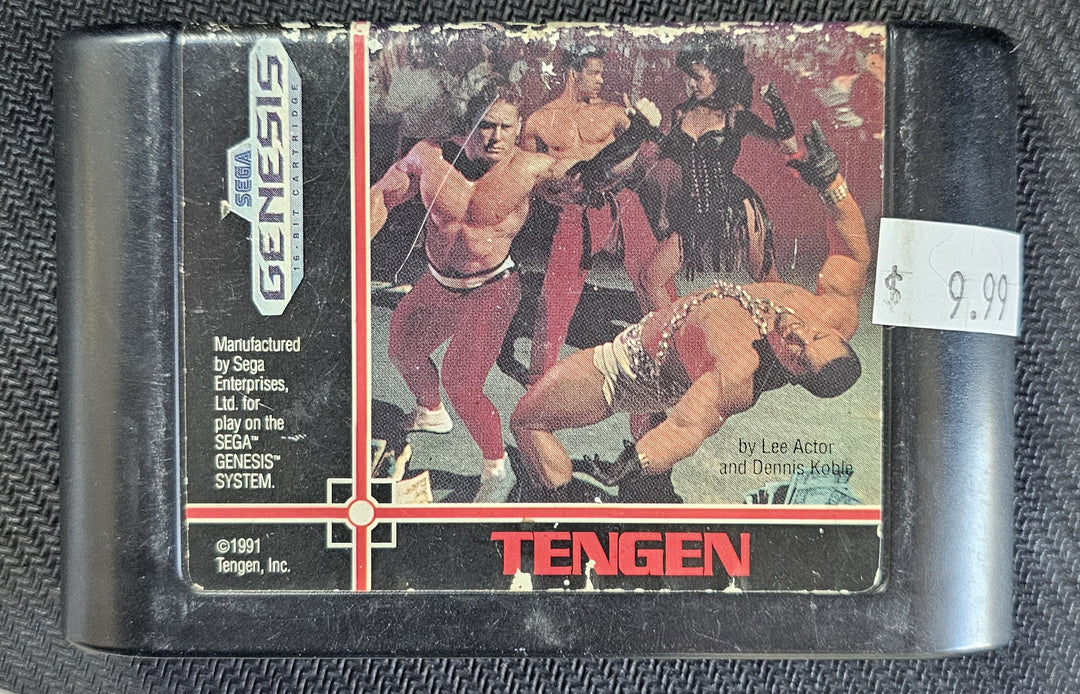 SEGA
GENESIS
16-BIT CARTRIDGE
$ 9.99
Manufactured
by Sega
Enterprises,
Ltd. for
play on the
SEGA™
GENESIS™
SYSTEM.
by Lee Actor
and Dennis Koble
©1991
Tengen, Inc.
TENGEN